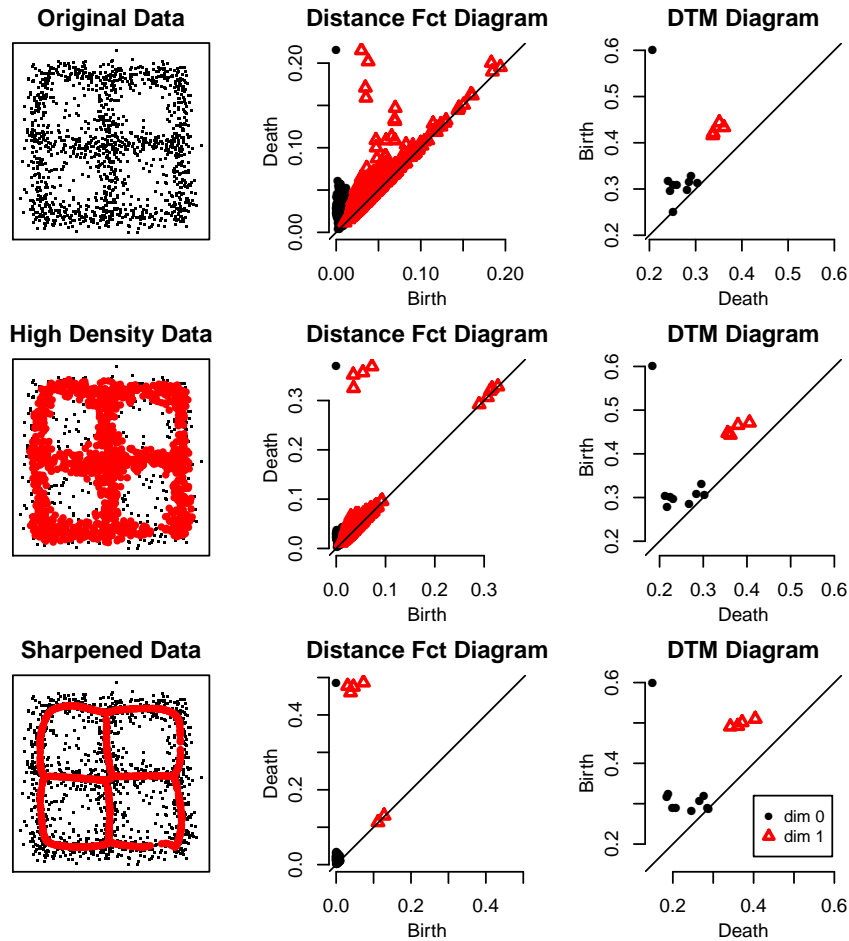 Original Data
Distance Fct Diagram
DTM Diagram
Death
0.00 0.10 0.20
0.00 0.10 0.20
Birth
Birth
0.2 0.3 0.4 0.5 0.6
0.2 0.3 0.4 0.5 0.6
Death
High Density Data
Distance Fct Diagram
DTM Diagram
Death
0.0 0.1 0.3
0.0 0.1 0.3
Birth
Birth
0.2 0.3 0.4 0.5 0.6
0.2 0.3 0.4 0.5 0.6
Death
Sharpened Data
Distance Fct Diagram
DTM Diagram
Death
0.0 0.2 0.4
0.0 0.2 0.4
Birth
Birth
0.2 0.4 0.6
0.2 0.4 0.6
Death
dim 0
dim 1